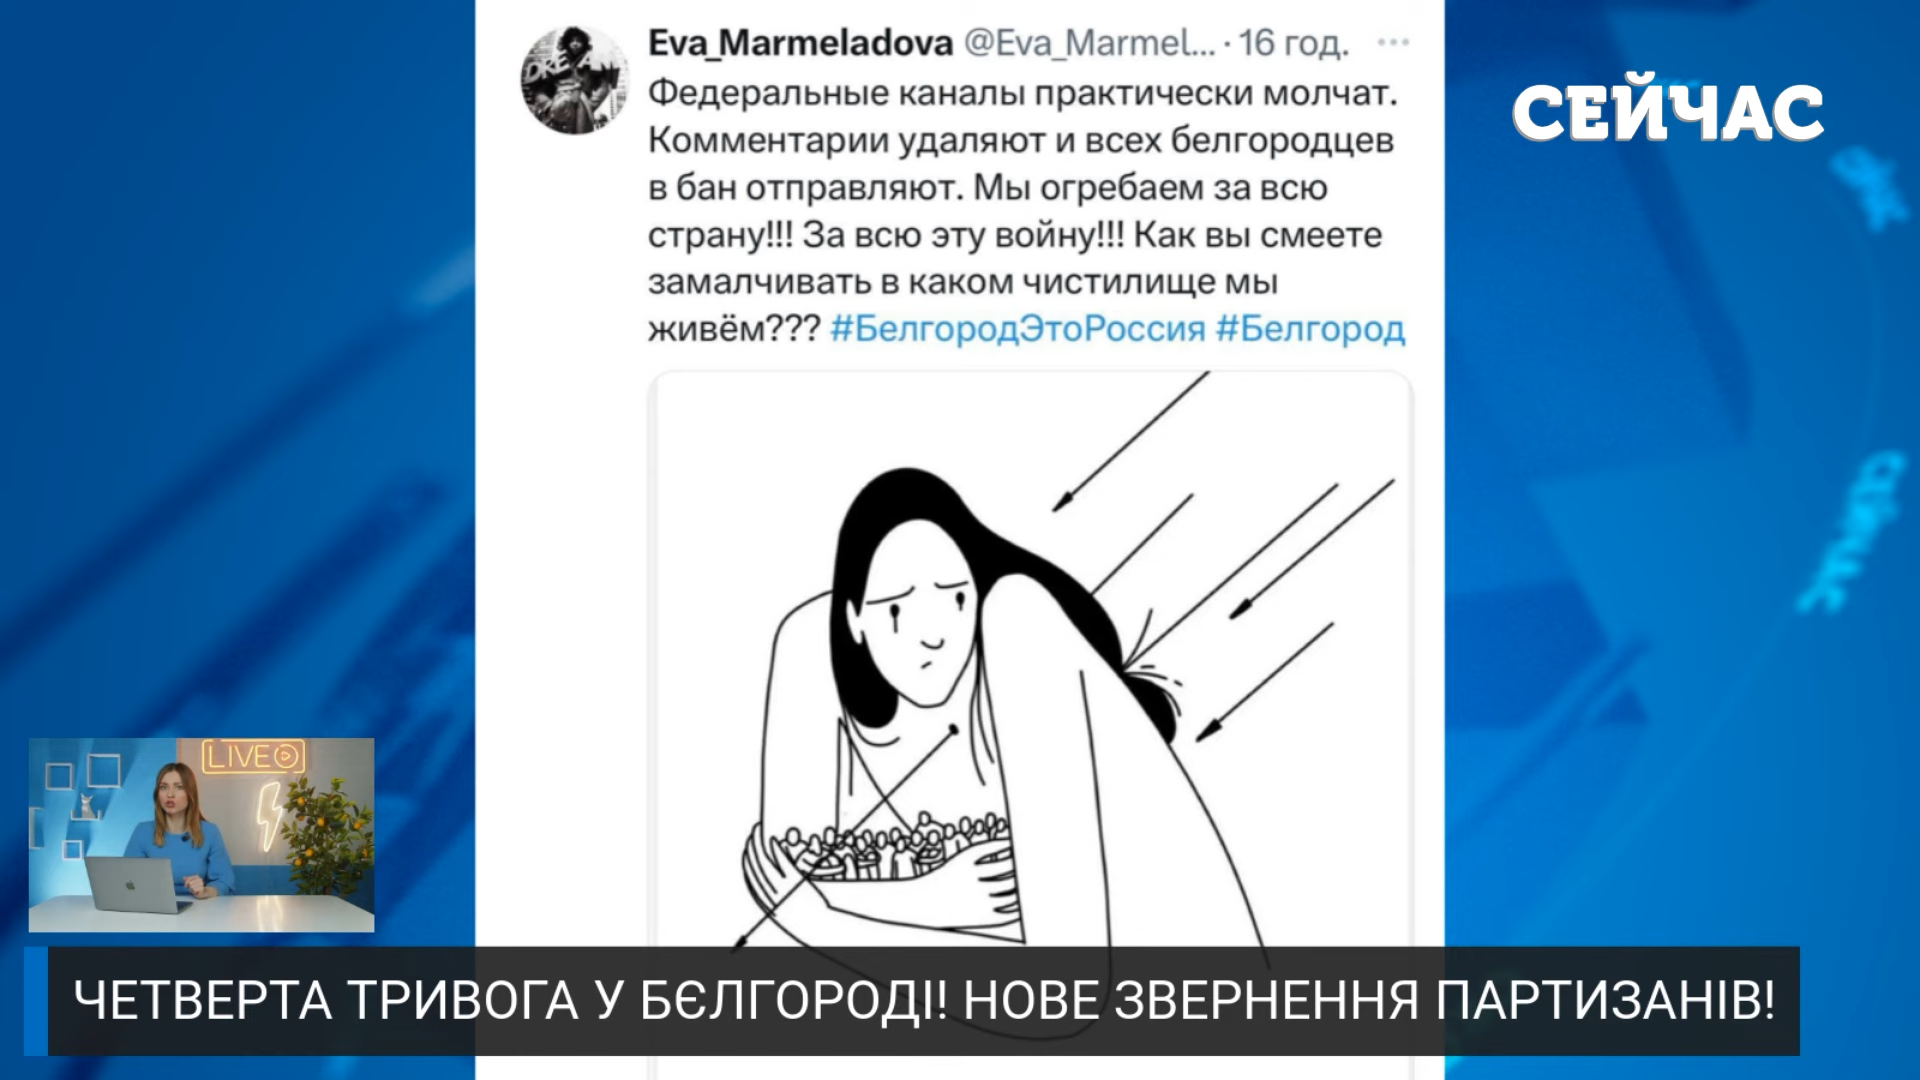 Eva_Marmeladova @Eva_Marmel... · 16 год.
Федеральные каналы практически молчат.
Комментарии удаляют и всех белгородцев
в бан отправляют. Мы огребаем за всю
страну!!! За всю эту войну!!! Как вы смеете
замалчивать в каком чистилище мы
живём??? #БелгородЭтоРоссия #Белгород
СЕЙЧАС
LIVE
ЧЕТВЕРТА ТРИВОГА У БЄЛГОРОДІ! НОВЕ ЗВЕРНЕННЯ ПАРТИЗАНІВ!